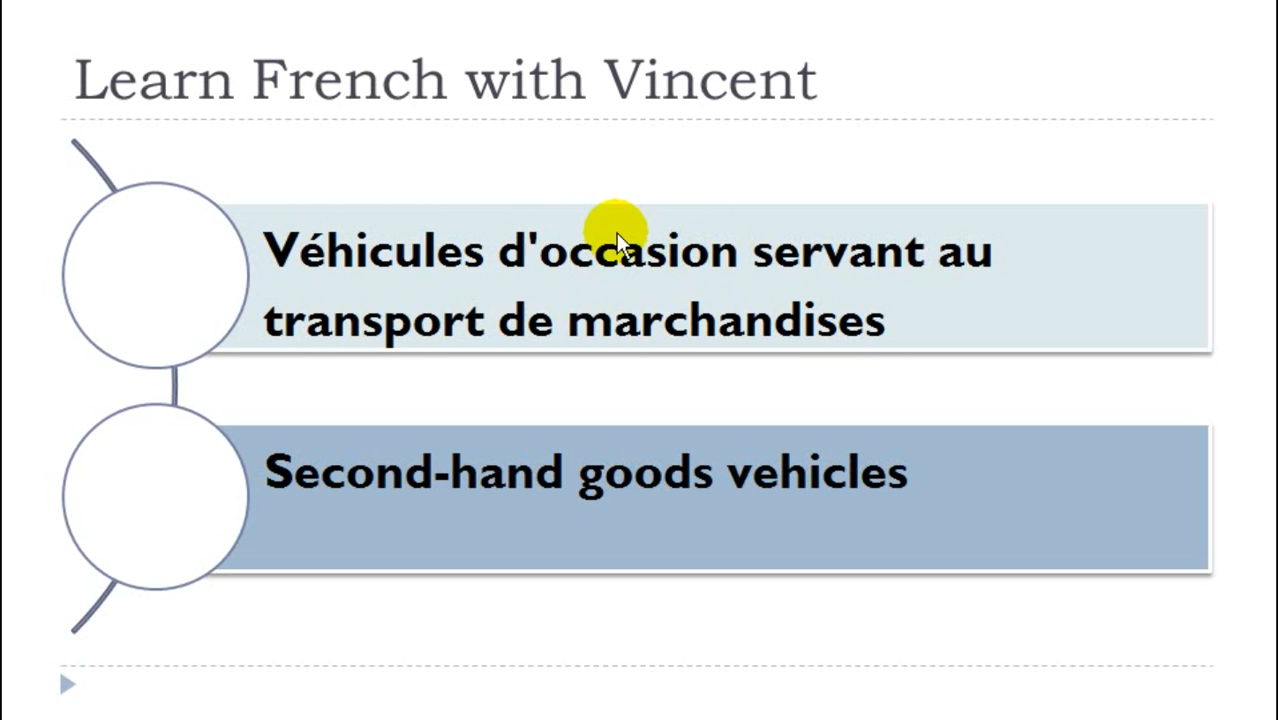 Learn French with Vincent
Véhicules d'occasion servant au
transport de marchandises
Second-hand goods vehicles